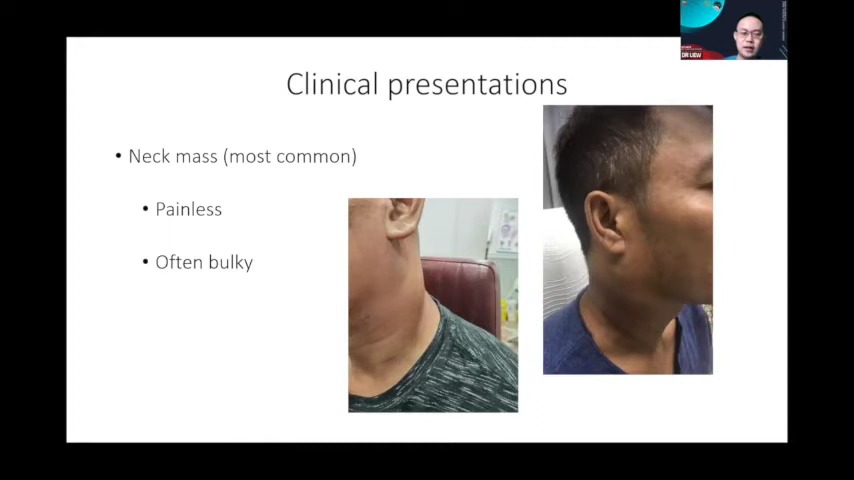 Clinical presentations
• Neck mass (most common)
• Painless
• Often bulky
DR LIEW